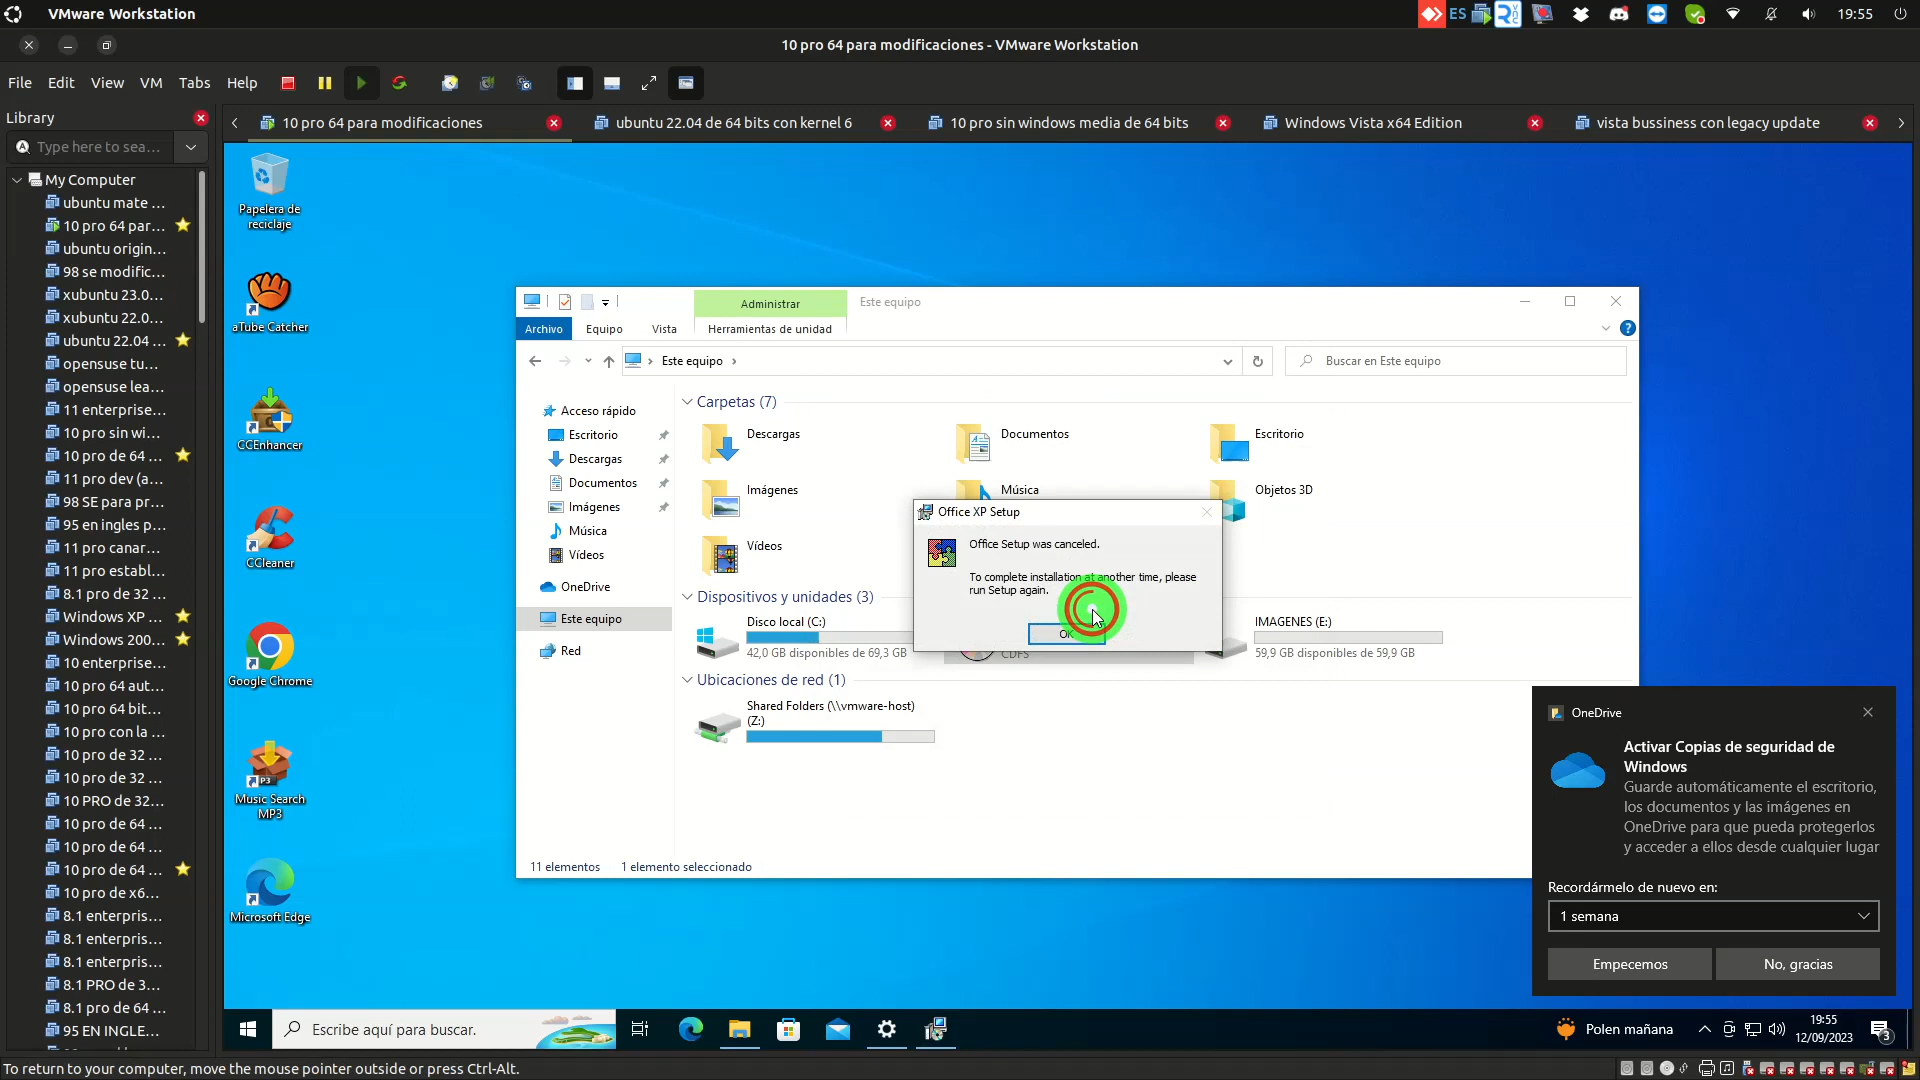 VMware Workstation
ES
19:55
10 pro 64 para modificaciones - VMware Workstation
File Edit View VM Tabs Help
Library
Type here to sea...
10 pro 64 para modificaciones
ubuntu 22.04 de 64 bits con kernel 6
10 pro sin windows media de 64 bits
Windows Vista x64 Edition
vista bussiness con legacy update
My Computer
ubuntu mate ...
10 pro 64 par...
ubuntu origin...
98 se modific...
xubuntu 23.0...
xubuntu 22.0...
ubuntu 22.04 ...
opensuse tu...
opensuse lea...
11 enterprise...
10 pro sin wi...
10 pro de 64 ...
11 pro dev (a...
98 SE para pr...
95 en ingles p...
11 pro canar...
11 pro establ...
8.1 pro de 32 ...
Windows XP ...
Windows 200...
10 enterprise...
10 pro 64 aut...
10 pro 64 bit...
10 pro con la ...
10 pro de 32 ...
10 pro de 32 ...
10 PRO de 32...
10 pro de 64 ...
10 pro de 64 ...
10 pro de 64 ...
10 pro de x6...
8.1 enterpris...
8.1 enterpris...
8.1 enterpris...
8.1 PRO de 3...
8.1 pro de 64 ...
95 EN INGLE...
Papelera de
reciclaje
aTube Catcher
CCEnhancer
CCleaner
Google Chrome
Music Search
MP3
Microsoft Edge
Administrar
Este equipo
Archivo
Equipo
Vista
Herramientas de unidad
Este equipo
Buscar en Este equipo
Acceso rápido
Escritorio
Descargas
Documentos
Imágenes
Música
Vídeos
OneDrive
Este equipo
Red
Carpetas (7)
Descargas
Documentos
Escritorio
Imágenes
Música
Objetos 3D
Vídeos
Dispositivos y unidades (3)
Disco local (C:)
42,0 GB disponibles de 69,3 GB
CDFS
IMAGENES (E:)
59,9 GB disponibles de 59,9 GB
Ubicaciones de red (1)
Shared Folders (\\vmware-host)
(Z:)
11 elementos
1 elemento seleccionado
Office XP Setup
Office Setup was canceled.
To complete installation at another time, please
run Setup again.
OK
OneDrive
Activar Copias de seguridad de
Windows
Guarde automáticamente el escritorio,
los documentos y las imágenes en
OneDrive para que pueda protegerlos
y acceder a ellos desde cualquier lugar
Recordármelo de nuevo en:
1 semana
Empecemos
No, gracias
Escribe aquí para buscar.
Polen mañana
19:55
12/09/2023
3
To return to your computer, move the mouse pointer outside or press Ctrl-Alt.